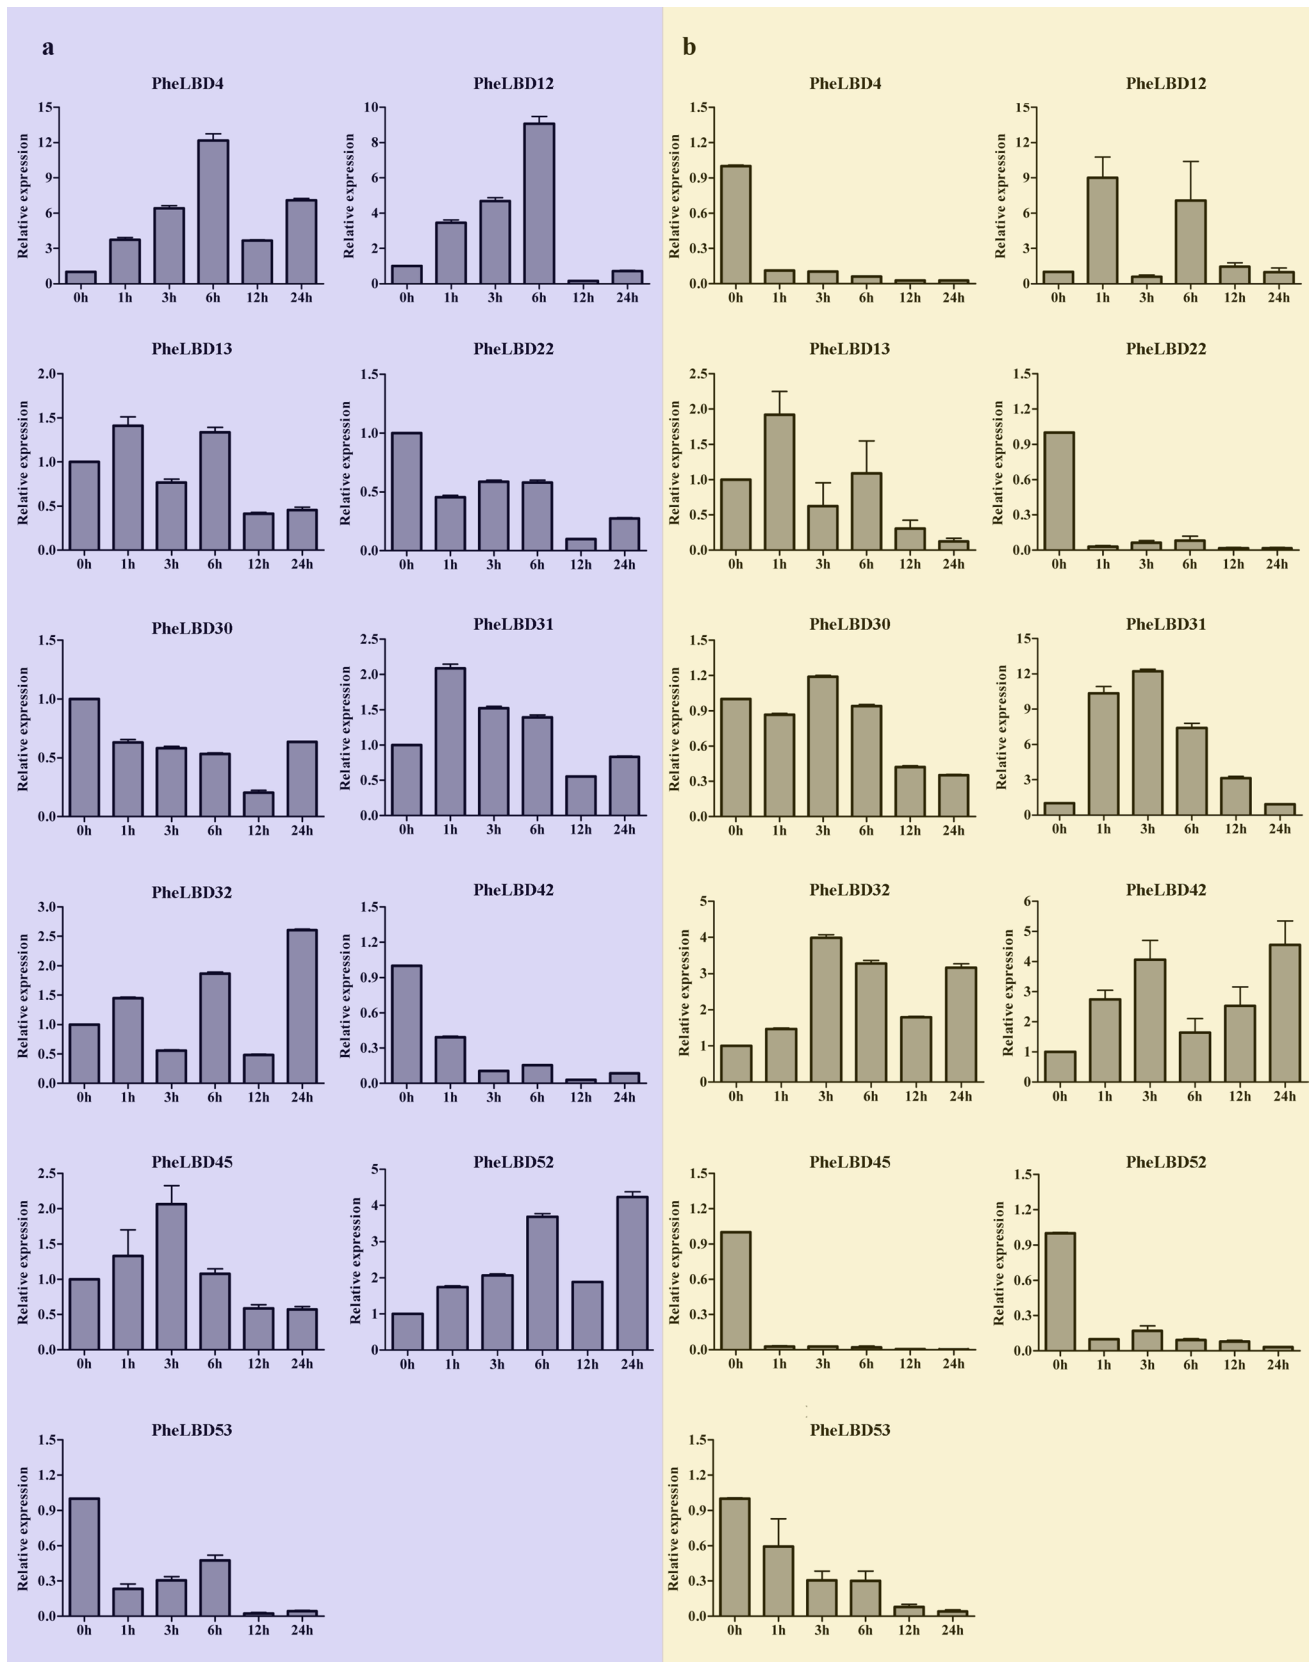 a
PheLBD4
Relative expression
15
12
9
6
3
0
0h 1h 3h 6h 12h 24h
PheLBD12
Relative expression
10
8
6
4
2
0
0h 1h 3h 6h 12h 24h
PheLBD13
Relative expression
2.0
1.5
1.0
0.5
0.0
0h 1h 3h 6h 12h 24h
PheLBD22
Relative expression
1.5
1.0
0.5
0.0
0h 1h 3h 6h 12h 24h
PheLBD30
Relative expression
1.5
1.0
0.5
0.0
0h 1h 3h 6h 12h 24h
PheLBD31
Relative expression
2.5
2.0
1.5
1.0
0.5
0.0
0h 1h 3h 6h 12h 24h
PheLBD32
Relative expression
3.0
2.5
2.0
1.5
1.0
0.5
0.0
0h 1h 3h 6h 12h 24h
PheLBD42
Relative expression
1.5
1.2
0.9
0.6
0.3
0.0
0h 1h 3h 6h 12h 24h
PheLBD45
Relative expression
2.5
2.0
1.5
1.0
0.5
0.0
0h 1h 3h 6h 12h 24h
PheLBD52
Relative expression
5
4
3
2
1
0
0h 1h 3h 6h 12h 24h
PheLBD53
Relative expression
1.5
1.2
0.9
0.6
0.3
0.0
0h 1h 3h 6h 12h 24h
b
PheLBD4
Relative expression
1.5
1.2
0.9
0.6
0.3
0.0
0h 1h 3h 6h 12h 24h
PheLBD12
Relative expression
15
12
9
6
3
0
0h 1h 3h 6h 12h 24h
PheLBD13
Relative expression
2.5
2.0
1.5
1.0
0.5
0.0
0h 1h 3h 6h 12h 24h
PheLBD22
Relative expression
1.5
1.2
0.9
0.6
0.3
0.0
0h 1h 3h 6h 12h 24h
PheLBD30
Relative expression
1.5
1.2
0.9
0.6
0.3
0.0
0h 1h 3h 6h 12h 24h
PheLBD31
Relative expression
15
12
9
6
3
0
0h 1h 3h 6h 12h 24h
PheLBD32
Relative expression
5
4
3
2
1
0
0h 1h 3h 6h 12h 24h
PheLBD42
Relative expression
6
5
4
3
2
1
0
0h 1h 3h 6h 12h 24h
PheLBD45
Relative expression
1.5
1.2
0.9
0.6
0.3
0.0
0h 1h 3h 6h 12h 24h
PheLBD52
Relative expression
1.5
1.2
0.9
0.6
0.3
0.0
0h 1h 3h 6h 12h 24h
PheLBD53
Relative expression
1.5
1.2
0.9
0.6
0.3
0.0
0h 1h 3h 6h 12h 24h